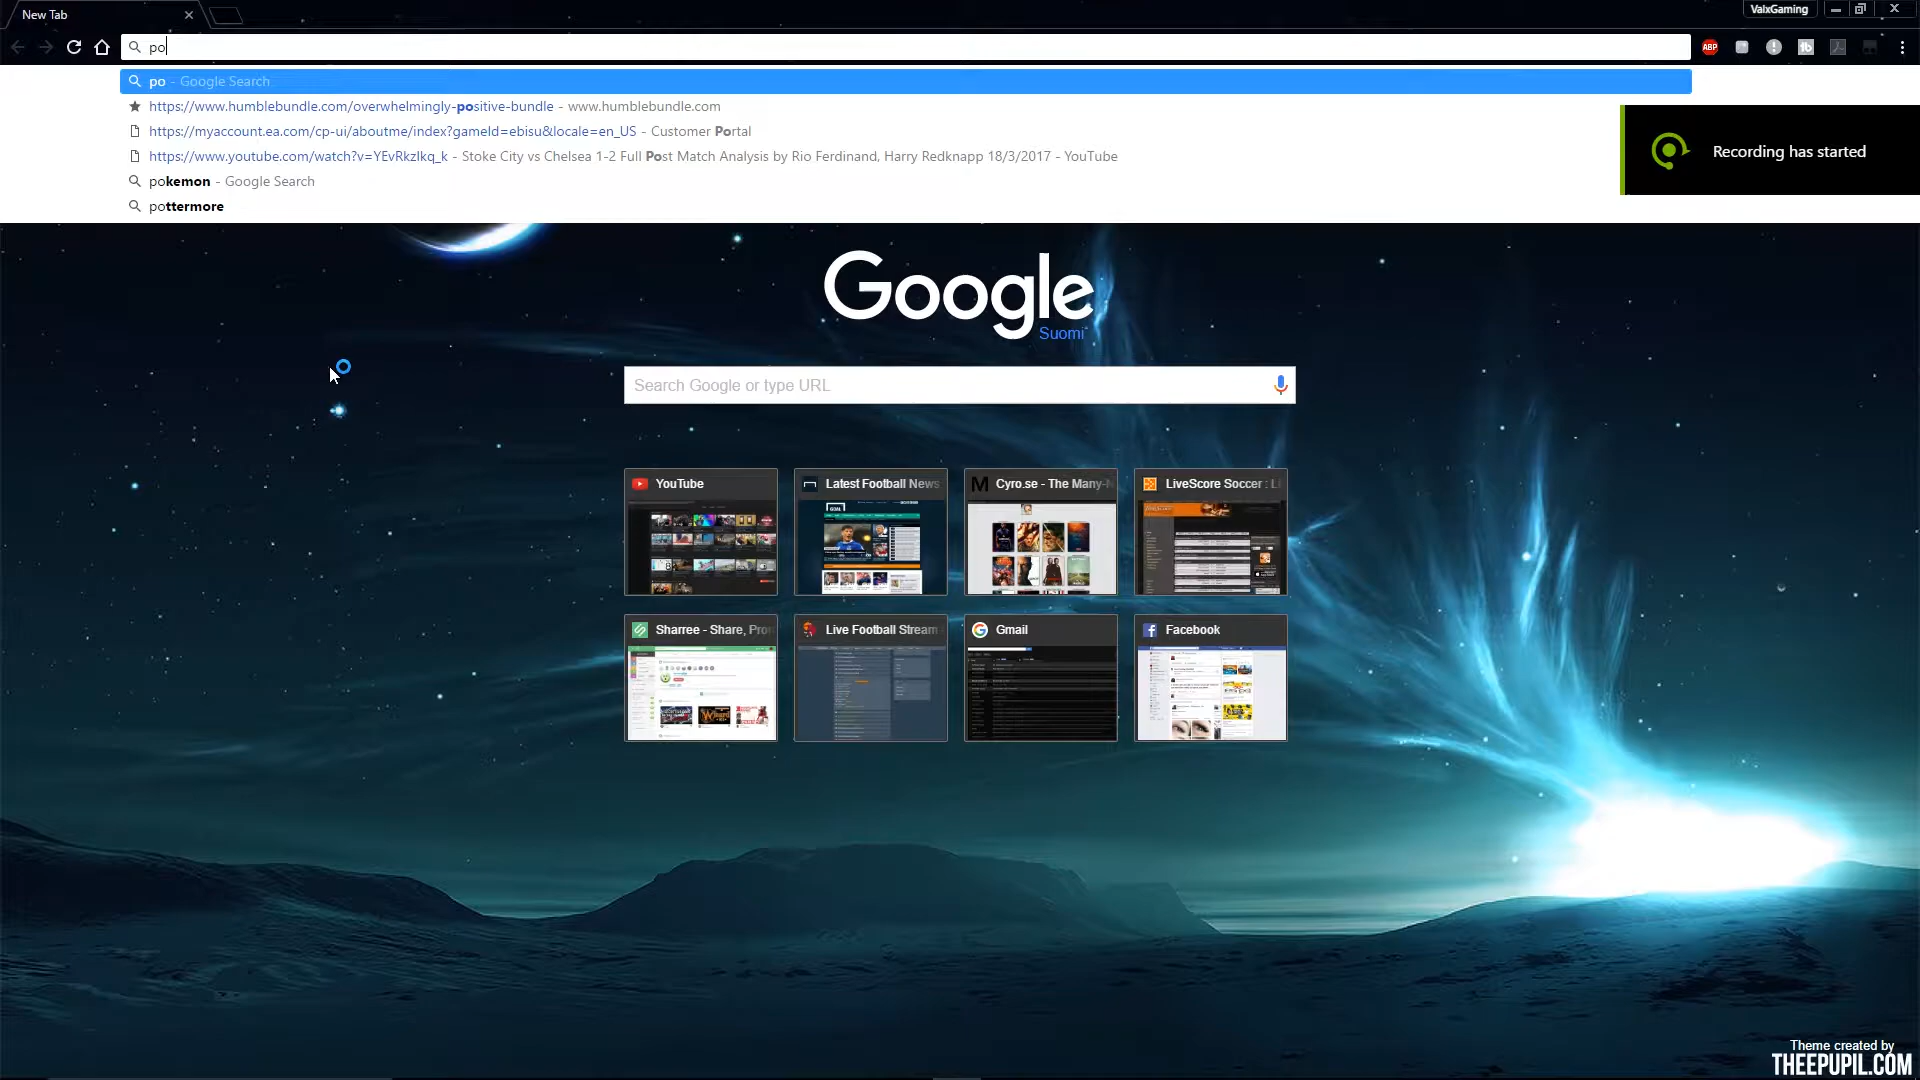 New Tab
ValxGaming
po
ABP
po - Google Search
https://www.humblebundle.com/overwhelmingly-positive-bundle - www.humblebundle.com
https://myaccount.ea.com/cp-ui/aboutme/index?gameId=ebisu&locale=en_US - Customer Portal
https://www.youtube.com/watch?v=YEvRkzIkq_k - Stoke City vs Chelsea 1-2 Full Post Match Analysis by Rio Ferdinand, Harry Redknapp 18/3/2017 - YouTube
pokemon - Google Search
pottermore
Recording has started
Google
Suomi
Search Google or type URL
YouTube
Latest Football News
Cyro.se - The Many-
LiveScore Soccer : Li
Sharree - Share, Pro
Live Football Stream
Gmail
Facebook
Theme created by
THEEPUPIL.COM